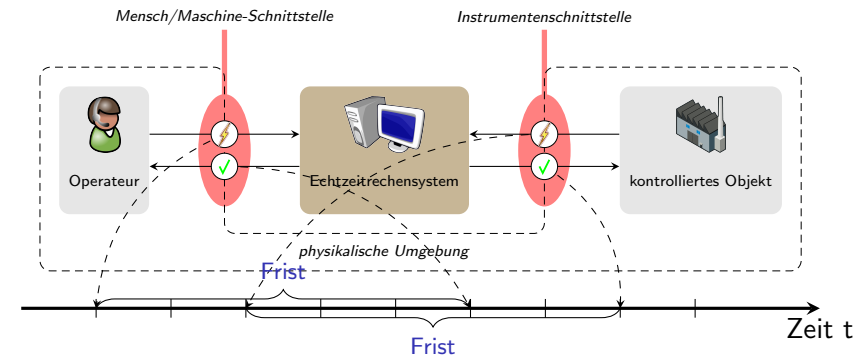 Mensch/Maschine-Schnittstelle
Instrumentenschnittstelle
Operateur
Echtzeitrechensystem
kontrolliertes Objekt
physikalische Umgebung
Frist
Zeit t
Frist